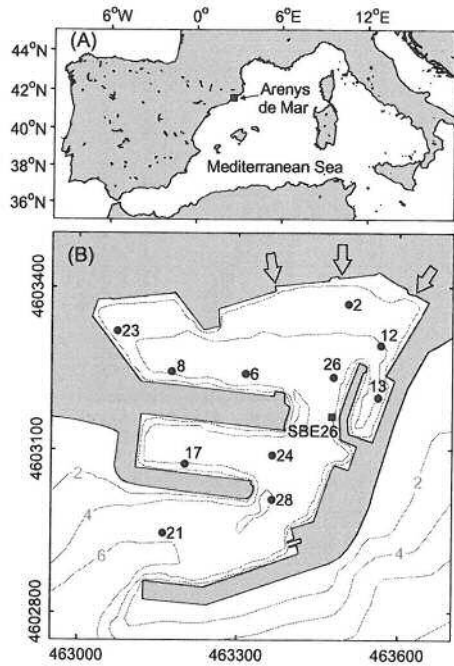 6°W 0° 6°E 12°E
44°N
42°N
40°N
38°N
36°N
(A)
Arenys
de Mar
Mediterranean Sea
(B)
4603400
4603100
4602800
2
23
12
8
6
26
13
SBE26
17
24
28
21
2
4
6
2
4
463000 463300 463600